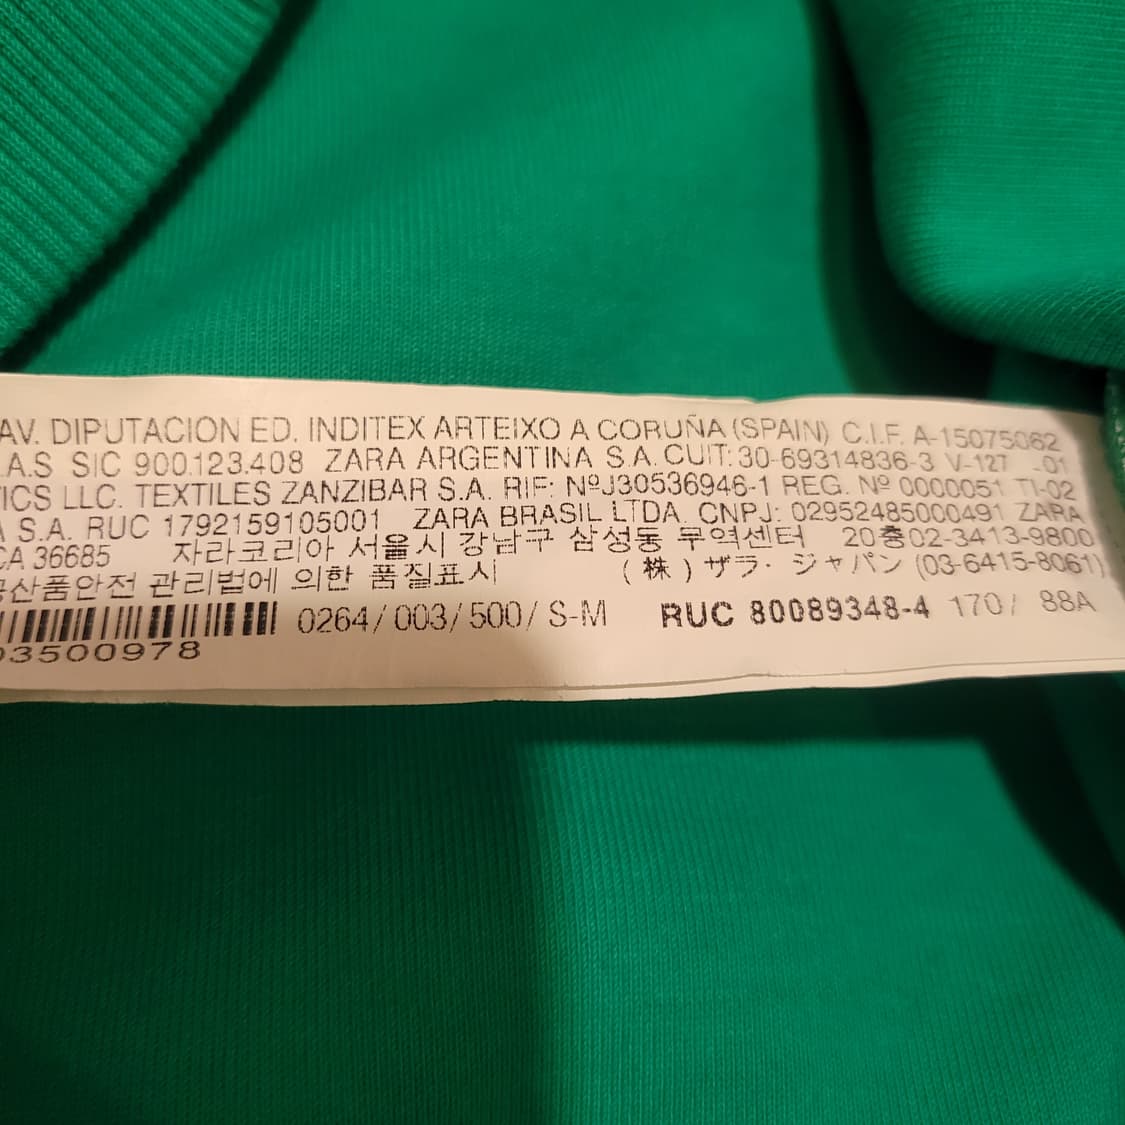 AV. DIPUTACION ED. INDITEX ARTEIXO A CORUÑA (SPAIN) C.I.F. A-15075062
.A.S SIC 900.123.408 ZARA ARGENTINA S.A. CUIT: 30-69314836-3 V-127 -01
TICS LLC. TEXTILES ZANZIBAR S.A. RIF: NºJ30536946-1 REG. Nº 0000051 TI-02
A S.A. RUC 1792159105001 ZARA BRASIL LTDA. CNPJ: 02952485000491 ZARA
CA 36685 자라코리아 서울시 강남구 삼성동 무역센터 20층02-3413-9800
공산품안전 관리법에 의한 품질표시 (株) ザラ・ジャパン (03-6415-8061)
0264/003/500/ S-M RUC 80089348-4 170/ 88A
03500978